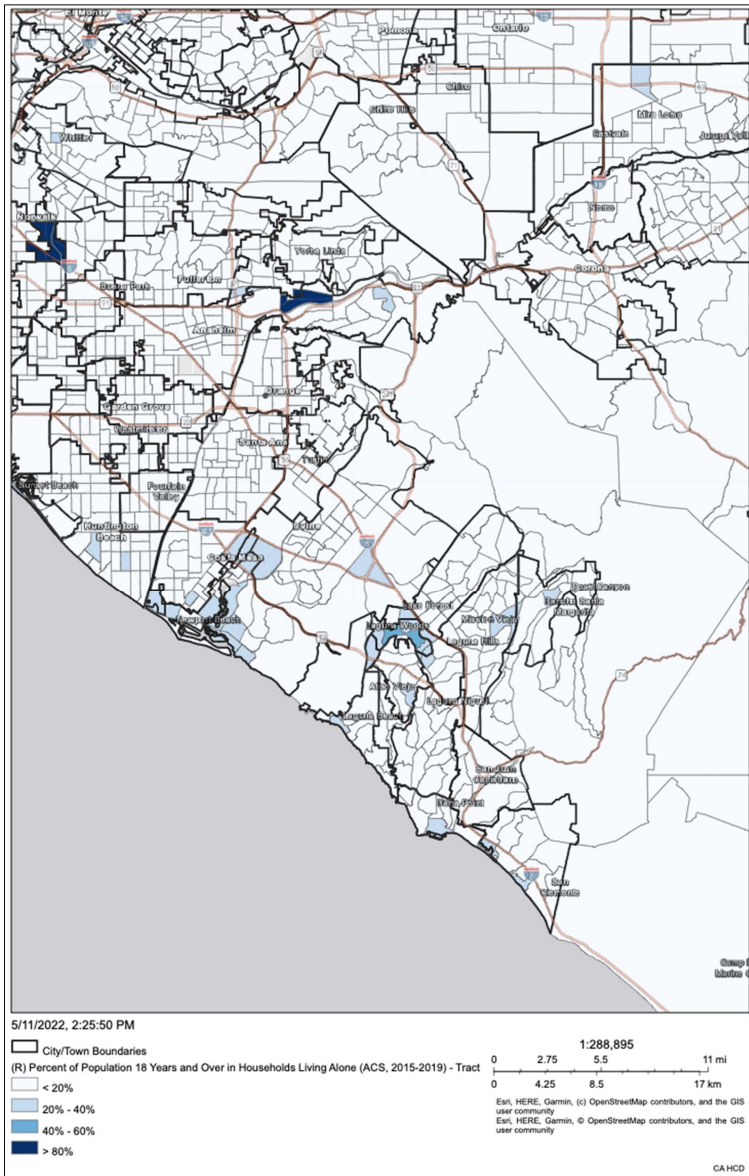 El Monte
Pomona
Ontario
Chino
Chino Hills
Mira Loma
Eastvale
Whittier
Norco
Norwalk
Yorba Linda
Corona
Fullerton
Buena Park
Anaheim
Orange
Garden Grove
Westminster
Santa Ana
Tustin
Sunset Beach
Fountain
Valley
Irvine
Huntington
Beach
Costa Mesa
Newport Beach
Lake Forest
Laguna Woods
Mission Viejo
Laguna Hills
Dove Canyon
Rancho Santa
Margarita
Aliso Viejo
Laguna Niguel
Laguna Beach
San Juan
Capistrano
Dana Point
San
Clemente
5/11/2022, 2:25:50 PM
City/Town Boundaries
(R) Percent of Population 18 Years and Over in Households Living Alone (ACS, 2015-2019) - Tract
< 20%
20% - 40%
40% - 60%
> 80%
1:288,895
0 2.75 5.5 11 mi
0 4.25 8.5 17 km
Esri, HERE, Garmin, (c) OpenStreetMap contributors, and the GIS
user community
Esri, HERE, Garmin, © OpenStreetMap contributors, and the GIS
user community
CA HCD